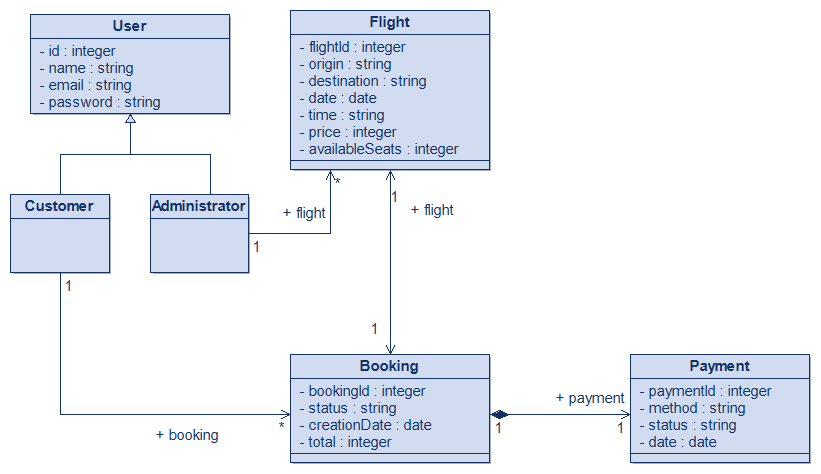 User
- id : integer
- name : string
- email : string
- password : string
Flight
- flightId : integer
- origin : string
- destination : string
- date : date
- time : string
- price : integer
- availableSeats : integer
Customer
Administrator
*
+ flight
1
1
+ flight
1
1
Booking
- bookingId : integer
- status : string
- creationDate : date
- total : integer
*
+ booking
1
+ payment
1
Payment
- paymentId : integer
- method : string
- status : string
- date : date